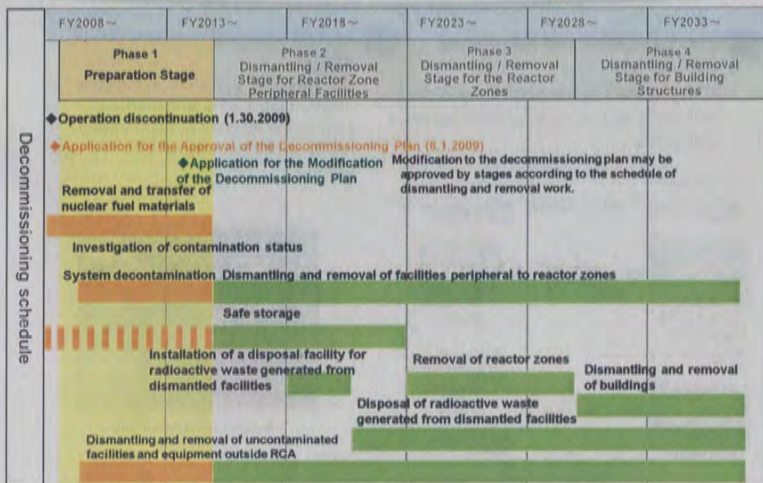 FY2008～ FY2013～ FY2018～ FY2023～ FY2028～ FY2033～
Phase 1
Preparation Stage
Phase 2
Dismantling / Removal
Stage for Reactor Zone
Peripheral Facilities
Phase 3
Dismantling / Removal
Stage for the Reactor
Zones
Phase 4
Dismantling / Removal
Stage for Building
Structures
Decommissioning schedule
◆Operation discontinuation (1.30.2009)
◆Application for the Approval of the Decommissioning Plan (6.1.2009)
◆Application for the Modification
of the Decommissioning Plan
Modification to the decommissioning plan may be
approved by stages according to the schedule of
dismantling and removal work.
Removal and transfer of
nuclear fuel materials
Investigation of contamination status
System decontamination
Dismantling and removal of facilities peripheral to reactor zones
Safe storage
Installation of a disposal facility for
radioactive waste generated from
dismantled facilities
Removal of reactor zones
Dismantling and removal
of buildings
Disposal of radioactive waste
generated from dismantled facilities
Dismantling and removal of uncontaminated
facilities and equipment outside RCA